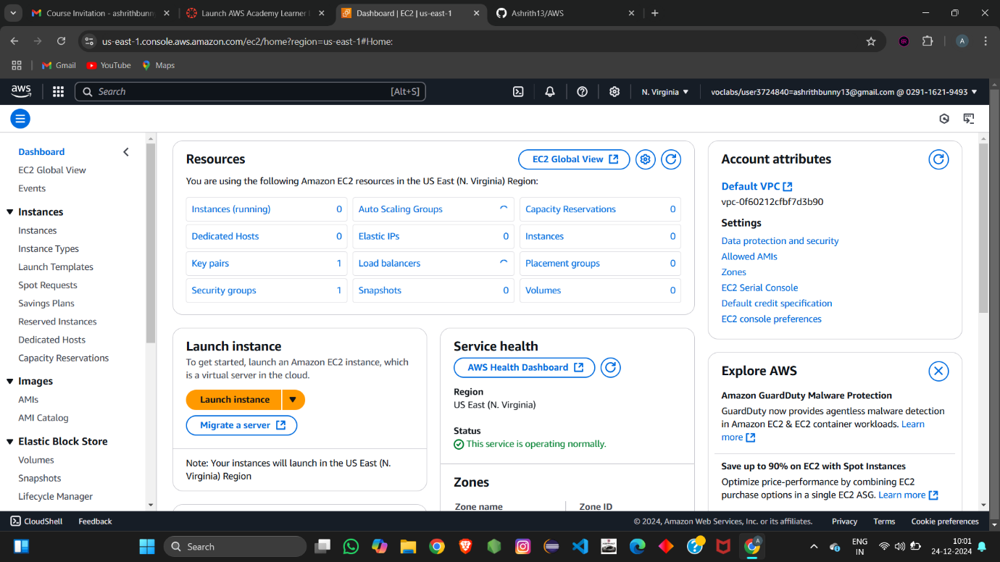 Course Invitation - ashrithbunn
Launch AWS Academy Learner
Dashboard | EC2 | us-east-1
Ashrith13/AWS
us-east-1.console.aws.amazon.com/ec2/home?region=us-east-1#Home:
A
Gmail
YouTube
Maps
aws
Search
[Alt+S]
N. Virginia
voclabs/user3724840=ashrithbunny13@gmail.com @ 0291-1621-9493
Dashboard
EC2 Global View
Events
Instances
Instances
Instance Types
Launch Templates
Spot Requests
Savings Plans
Reserved Instances
Dedicated Hosts
Capacity Reservations
Images
AMIs
AMI Catalog
Elastic Block Store
Volumes
Snapshots
Lifecycle Manager
Resources
EC2 Global View
You are using the following Amazon EC2 resources in the US East (N. Virginia) Region:
Instances (running) 0
Auto Scaling Groups
Capacity Reservations 0
Dedicated Hosts 0
Elastic IPs 0
Instances 0
Key pairs 1
Load balancers
Placement groups 0
Security groups 1
Snapshots 0
Volumes 0
Launch instance
To get started, launch an Amazon EC2 instance, which
is a virtual server in the cloud.
Launch instance
Migrate a server
Note: Your instances will launch in the US East (N.
Virginia) Region
Service health
AWS Health Dashboard
Region
US East (N. Virginia)
Status
This service is operating normally.
Zones
Zone name
Zone ID
Account attributes
Default VPC
vpc-0f60212cfbf7d3b90
Settings
Data protection and security
Allowed AMIs
Zones
EC2 Serial Console
Default credit specification
EC2 console preferences
Explore AWS
Amazon GuardDuty Malware Protection
GuardDuty now provides agentless malware detection
in Amazon EC2 & EC2 container workloads. Learn
more
Save up to 90% on EC2 with Spot Instances
Optimize price-performance by combining EC2
purchase options in a single EC2 ASG. Learn more
CloudShell
Feedback
© 2024, Amazon Web Services, Inc. or its affiliates.
Privacy
Terms
Cookie preferences
Search
ENG
IN
10:01
24-12-2024